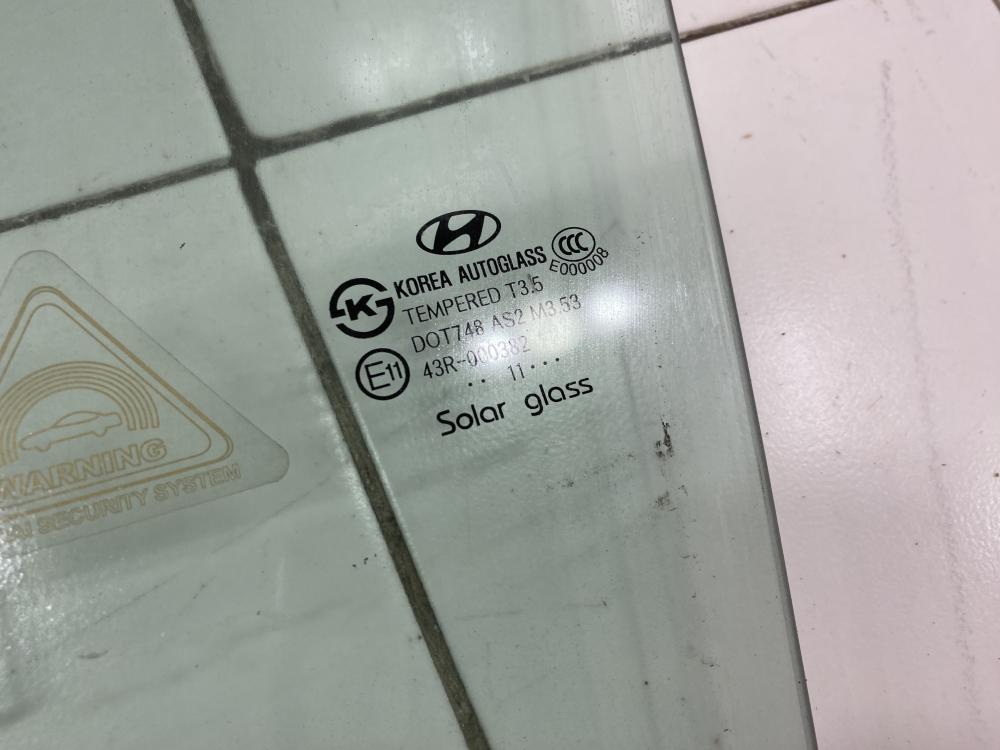 KOREA AUTOGLASS
CCC
E000008
K
TEMPERED T3.5
DOT748 AS2 M3.53
E11
43R-000382
.. 11 ...
Solar glass
WARNING
SECURITY SYSTEM